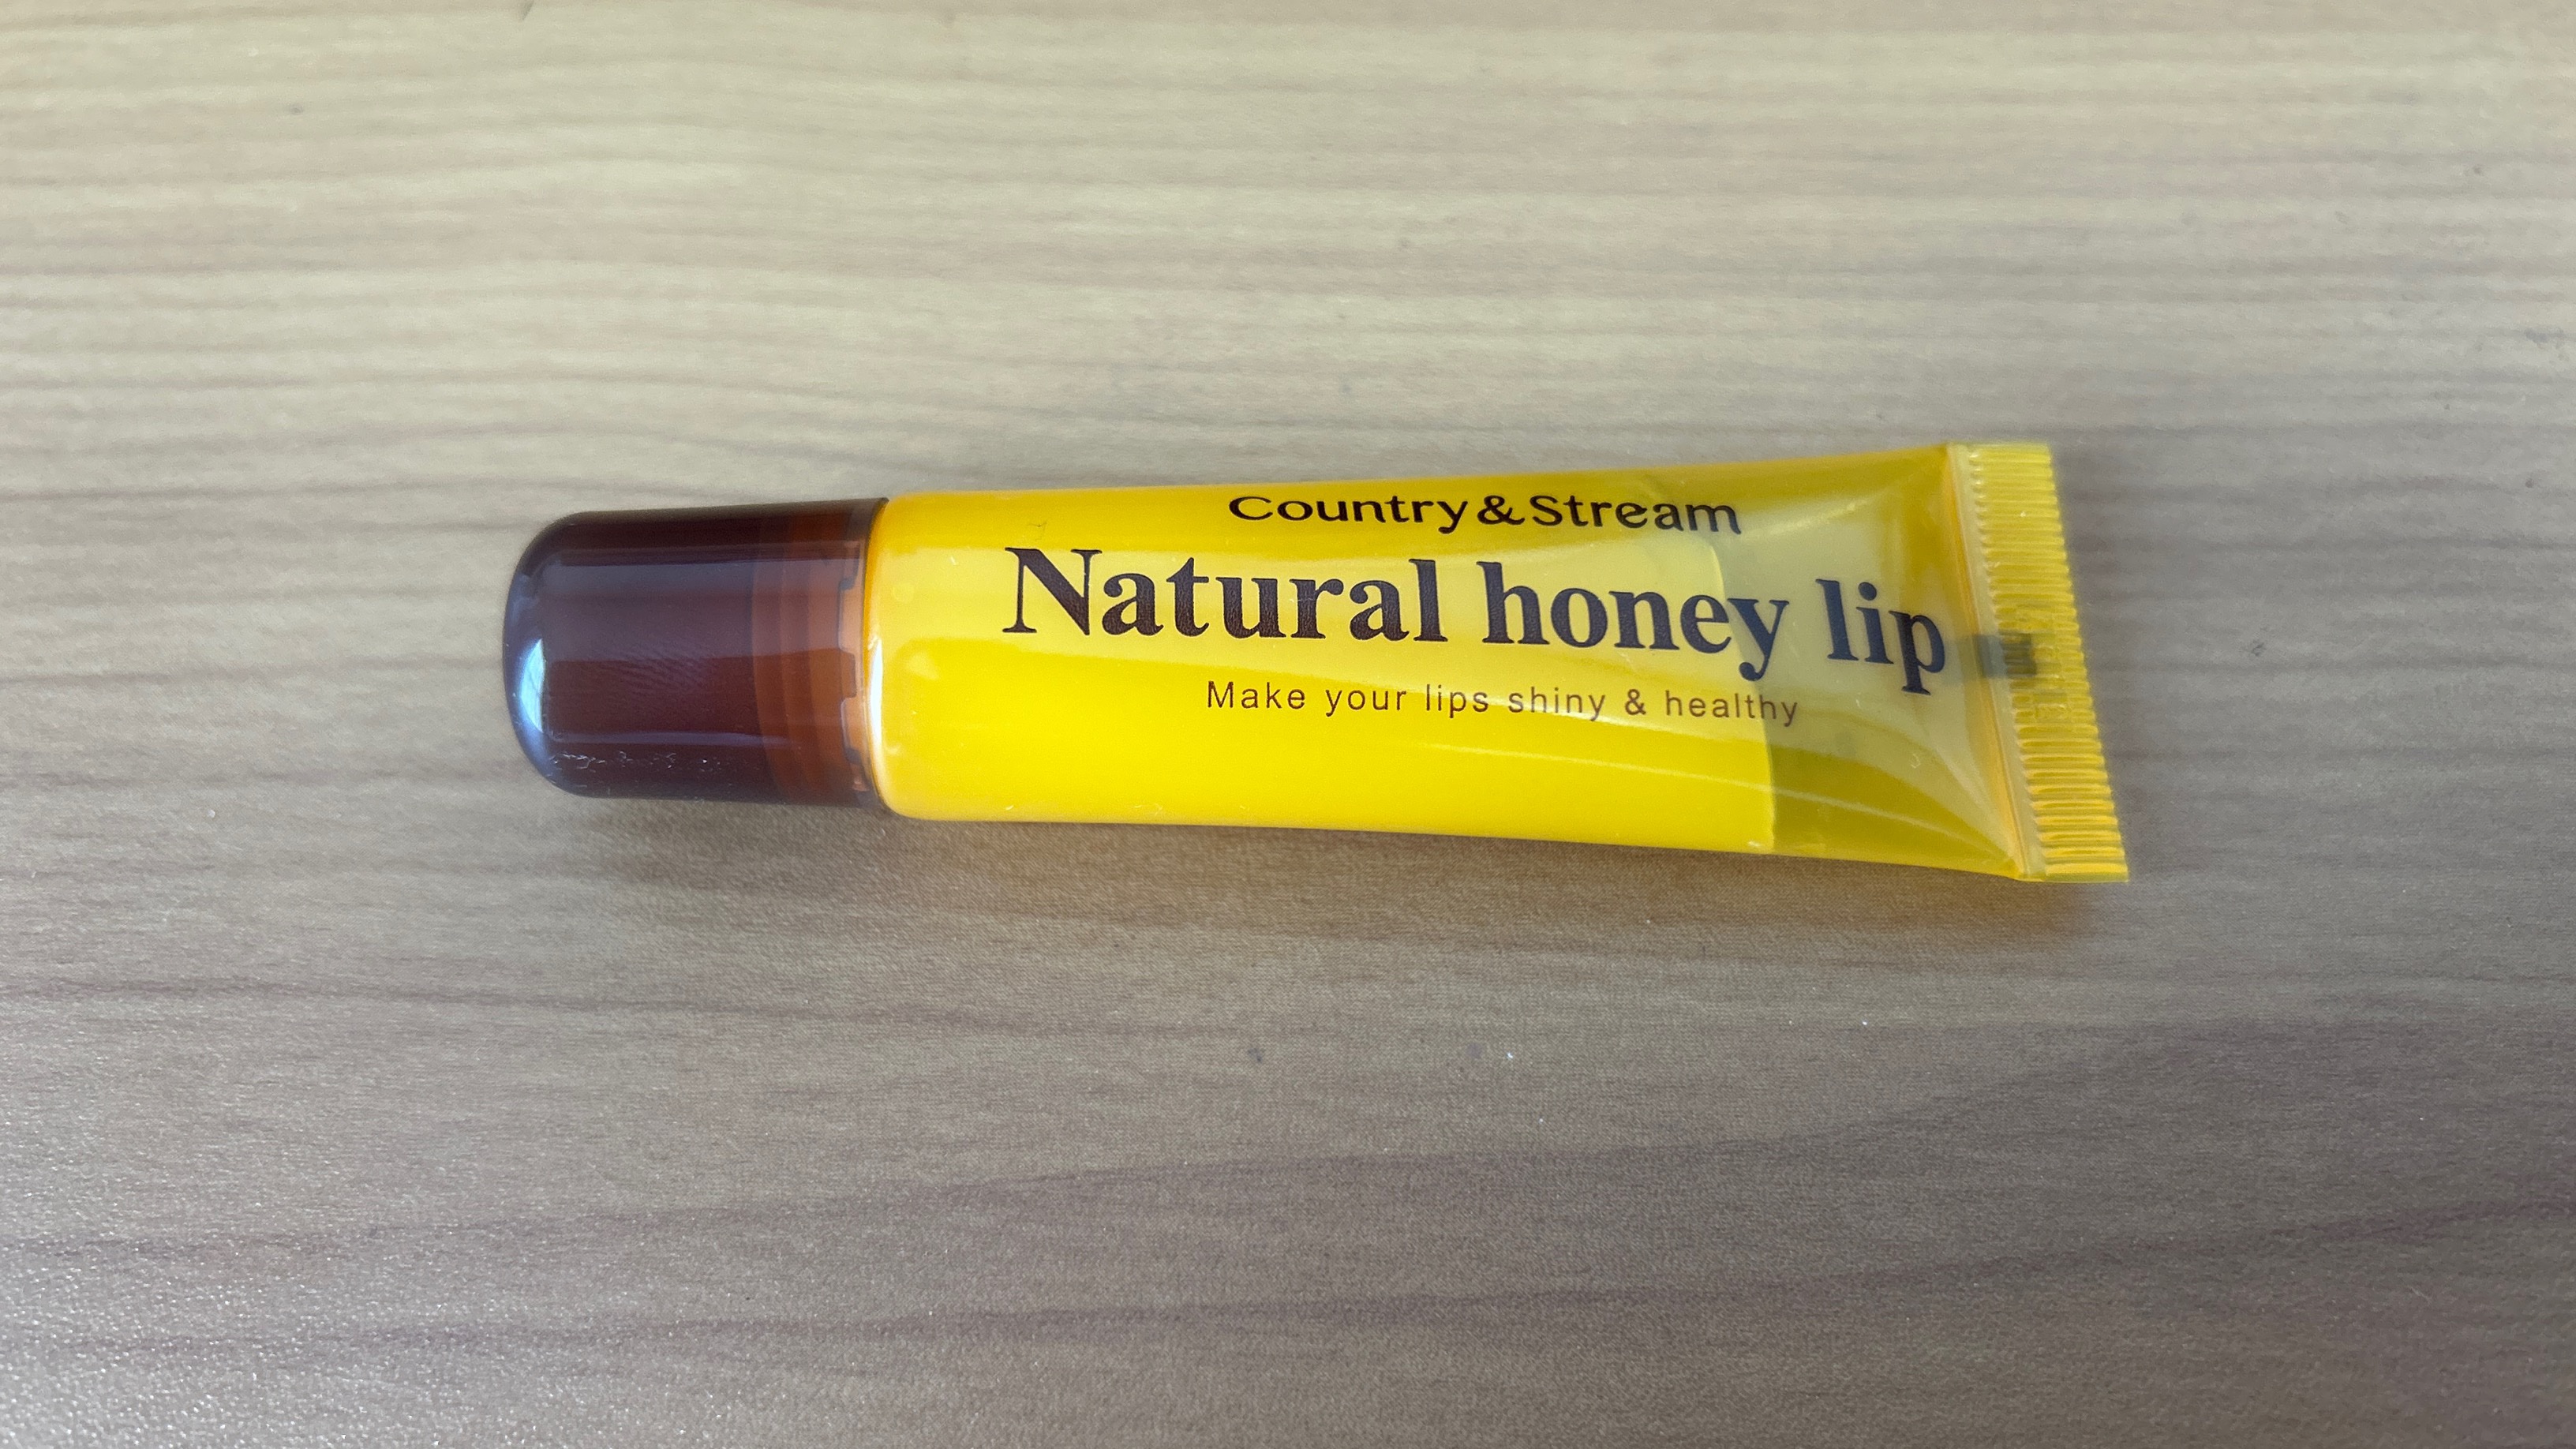 Country&Stream
Natural honey lip
Make your lips shiny & healthy